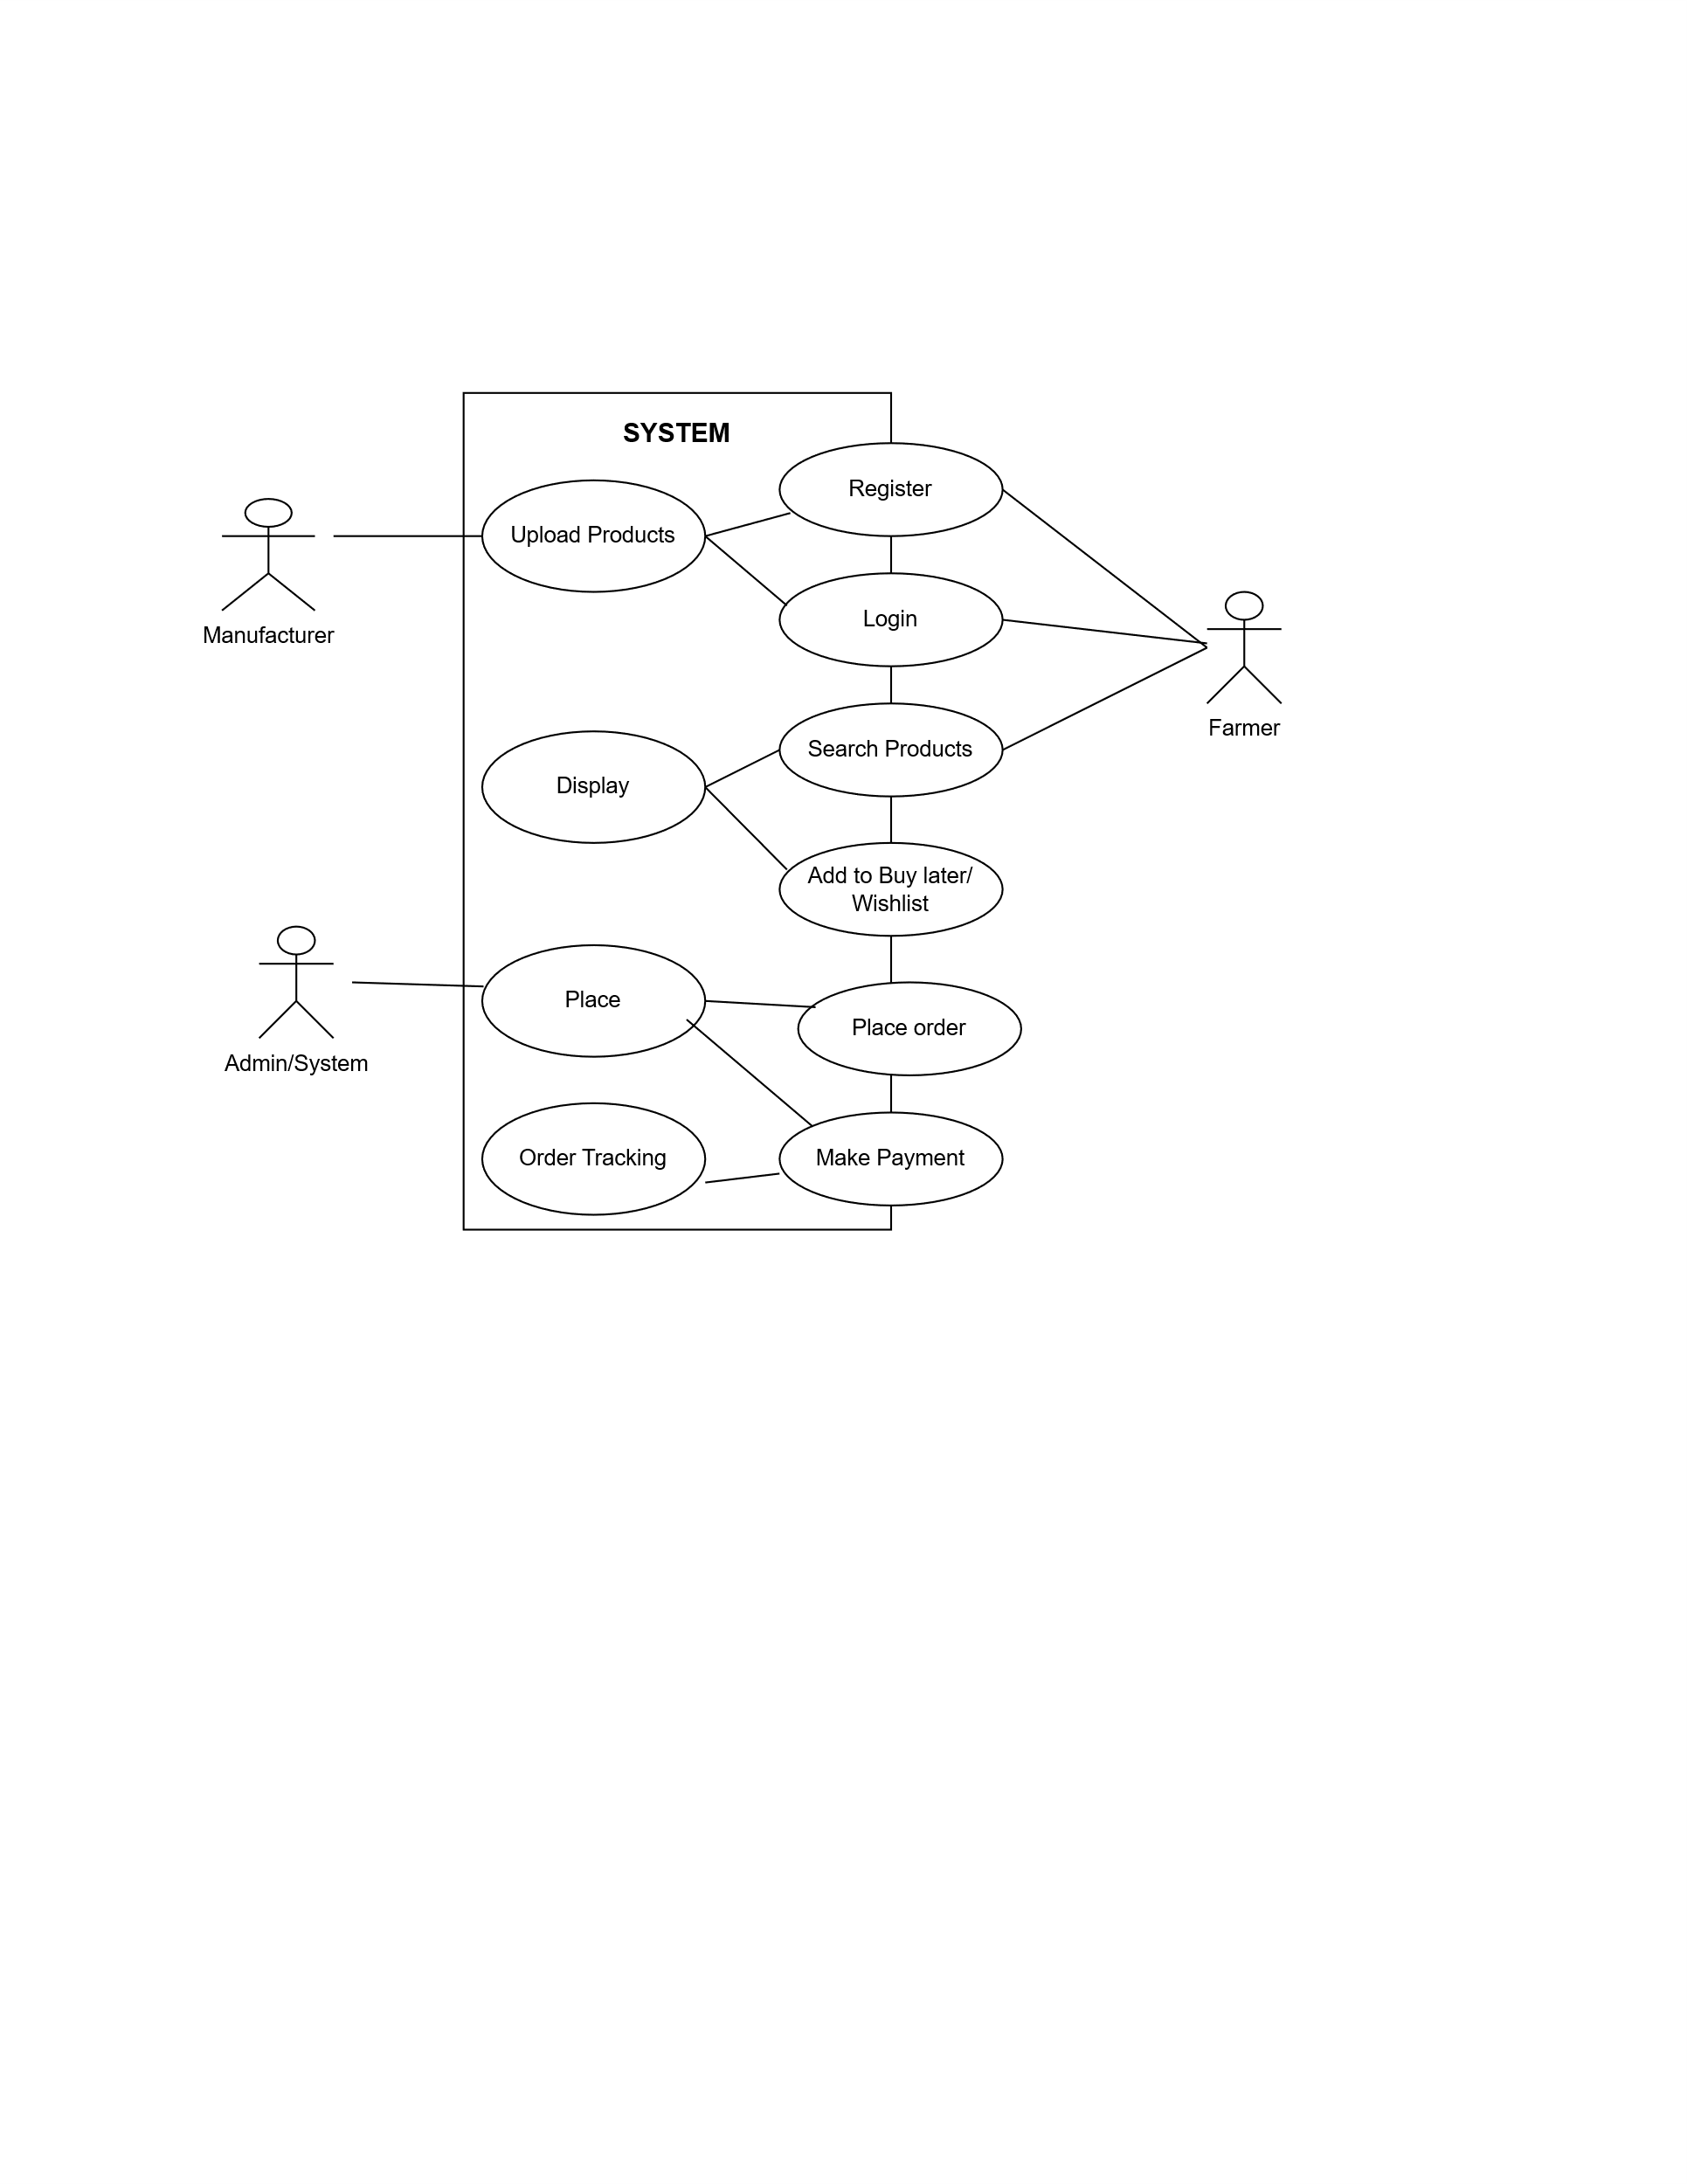 SYSTEM
Register
Upload Products
Login
Manufacturer
Farmer
Search Products
Display
Add to Buy later/
Wishlist
Place
Place order
Admin/System
Order Tracking
Make Payment